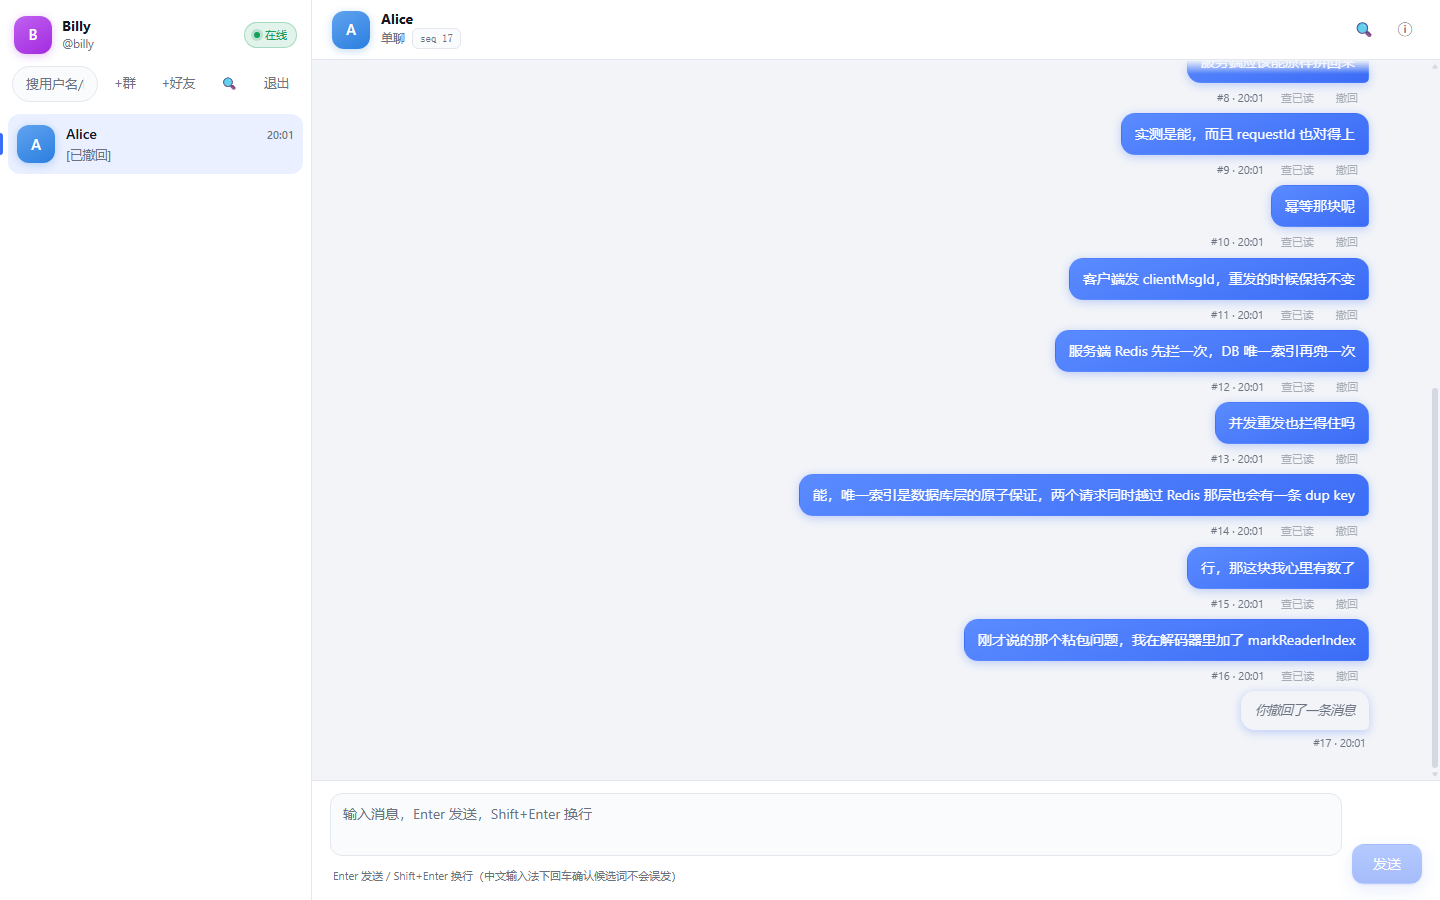 B
Billy
@billy
在线
搜用户名/
+群
+好友
退出
A
Alice
20:01
[已撤回]
A
Alice
单聊
seq 17
#8 · 20:01 查已读 撤回
实测是能，而且 requestId 也对得上
#9 · 20:01 查已读 撤回
幂等那块呢
#10 · 20:01 查已读 撤回
客户端发 clientMsgId，重发的时候保持不变
#11 · 20:01 查已读 撤回
服务端 Redis 先拦一次，DB 唯一索引再兜一次
#12 · 20:01 查已读 撤回
并发重发也拦得住吗
#13 · 20:01 查已读 撤回
能，唯一索引是数据库层的原子保证，两个请求同时越过 Redis 那层也会有一条 dup key
#14 · 20:01 查已读 撤回
行，那这块我心里有数了
#15 · 20:01 查已读 撤回
刚才说的那个粘包问题，我在解码器里加了 markReaderIndex
#16 · 20:01 查已读 撤回
你撤回了一条消息
#17 · 20:01
输入消息，Enter 发送，Shift+Enter 换行
Enter 发送 / Shift+Enter 换行（中文输入法下回车确认候选词不会误发）
发送